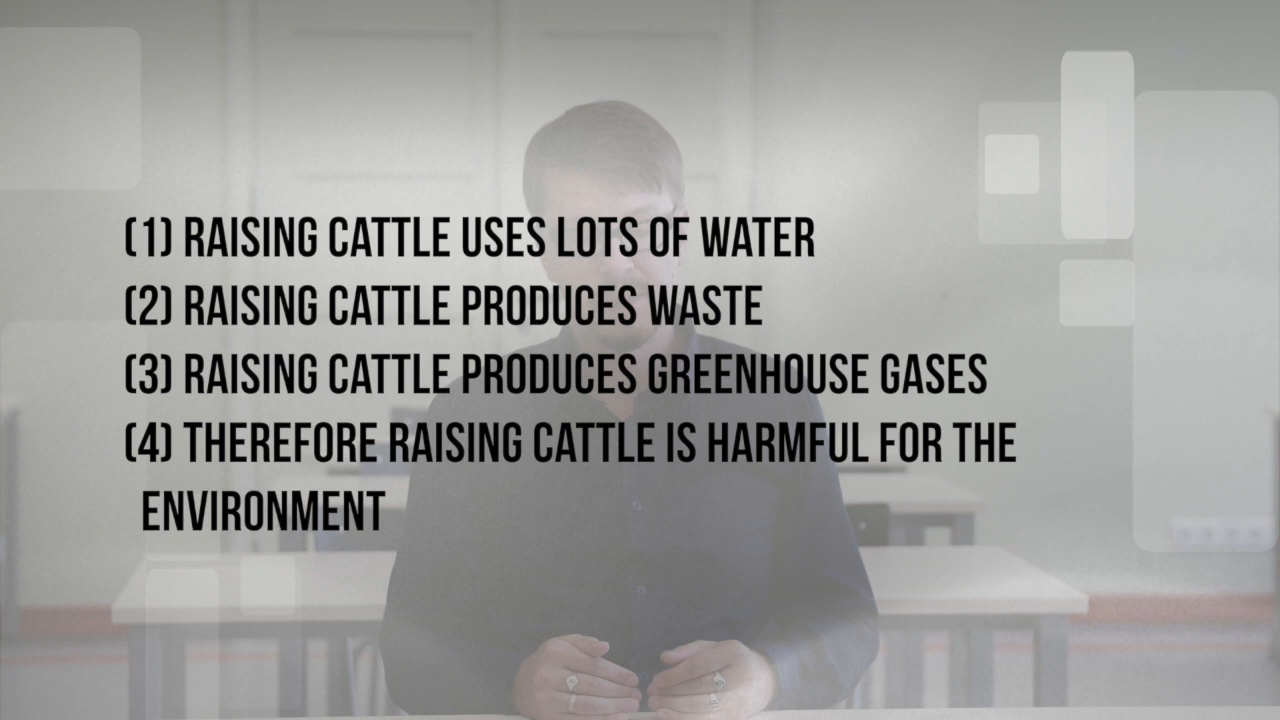 (1) RAISING CATTLE USES LOTS OF WATER
(2) RAISING CATTLE PRODUCES WASTE
(3) RAISING CATTLE PRODUCES GREENHOUSE GASES
(4) THEREFORE RAISING CATTLE IS HARMFUL FOR THE
ENVIRONMENT